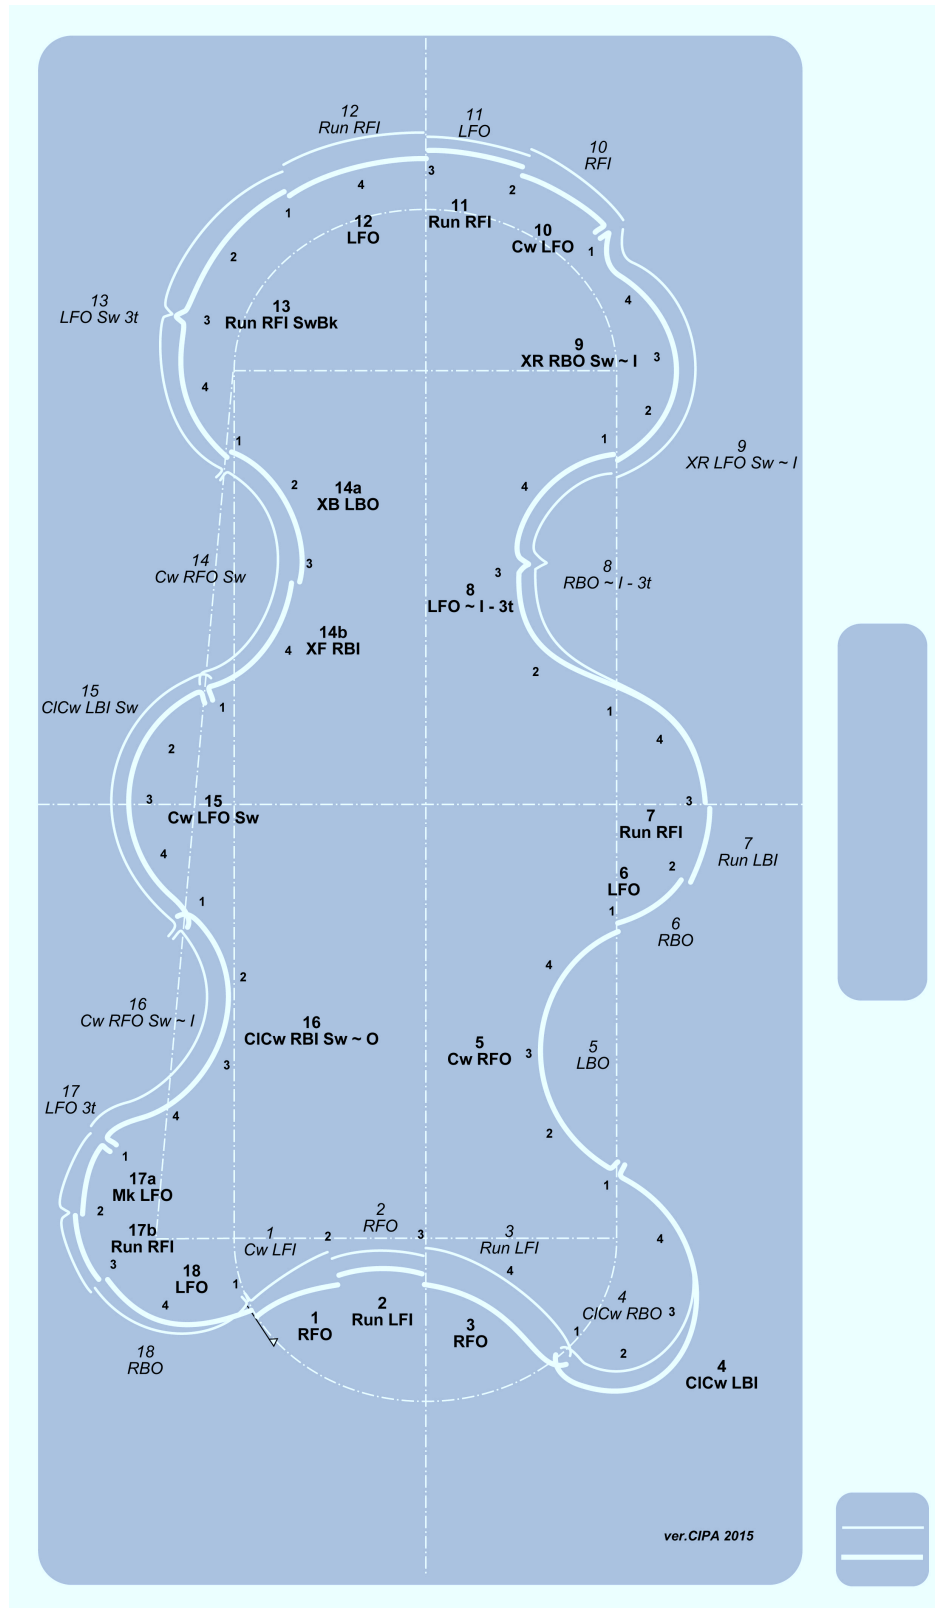 12
Run RFI
11
LFO
10
RFI
3
4
2
1
11
Run RFI
12
LFO
10
Cw LFO
1
2
4
13
LFO Sw 3t
13
Run RFI SwBk
3
9
XR RBO Sw ~ I
3
4
2
1
1
9
XR LFO Sw ~ I
2
4
14a
XB LBO
14
Cw RFO Sw
3
3
8
RBO ~ I - 3t
8
LFO ~ I - 3t
14b
XF RBI
4
2
15
ClCw LBI Sw
1
1
2
4
3
3
15
Cw LFO Sw
7
Run RFI
7
Run LBI
4
2
6
LFO
1
1
6
RBO
4
2
16
Cw RFO Sw ~ I
16
ClCw RBI Sw ~ O
5
Cw RFO
3
5
LBO
3
17
LFO 3t
4
2
1
17a
Mk LFO
1
2
17b
Run RFI
2
RFO
1
Cw LFI
2
3
3
Run LFI
4
3
18
LFO
4
4
1
4
ClCw RBO
3
1
RFO
2
Run LFI
3
RFO
1
2
18
RBO
4
ClCw LBI
ver.CIPA 2015